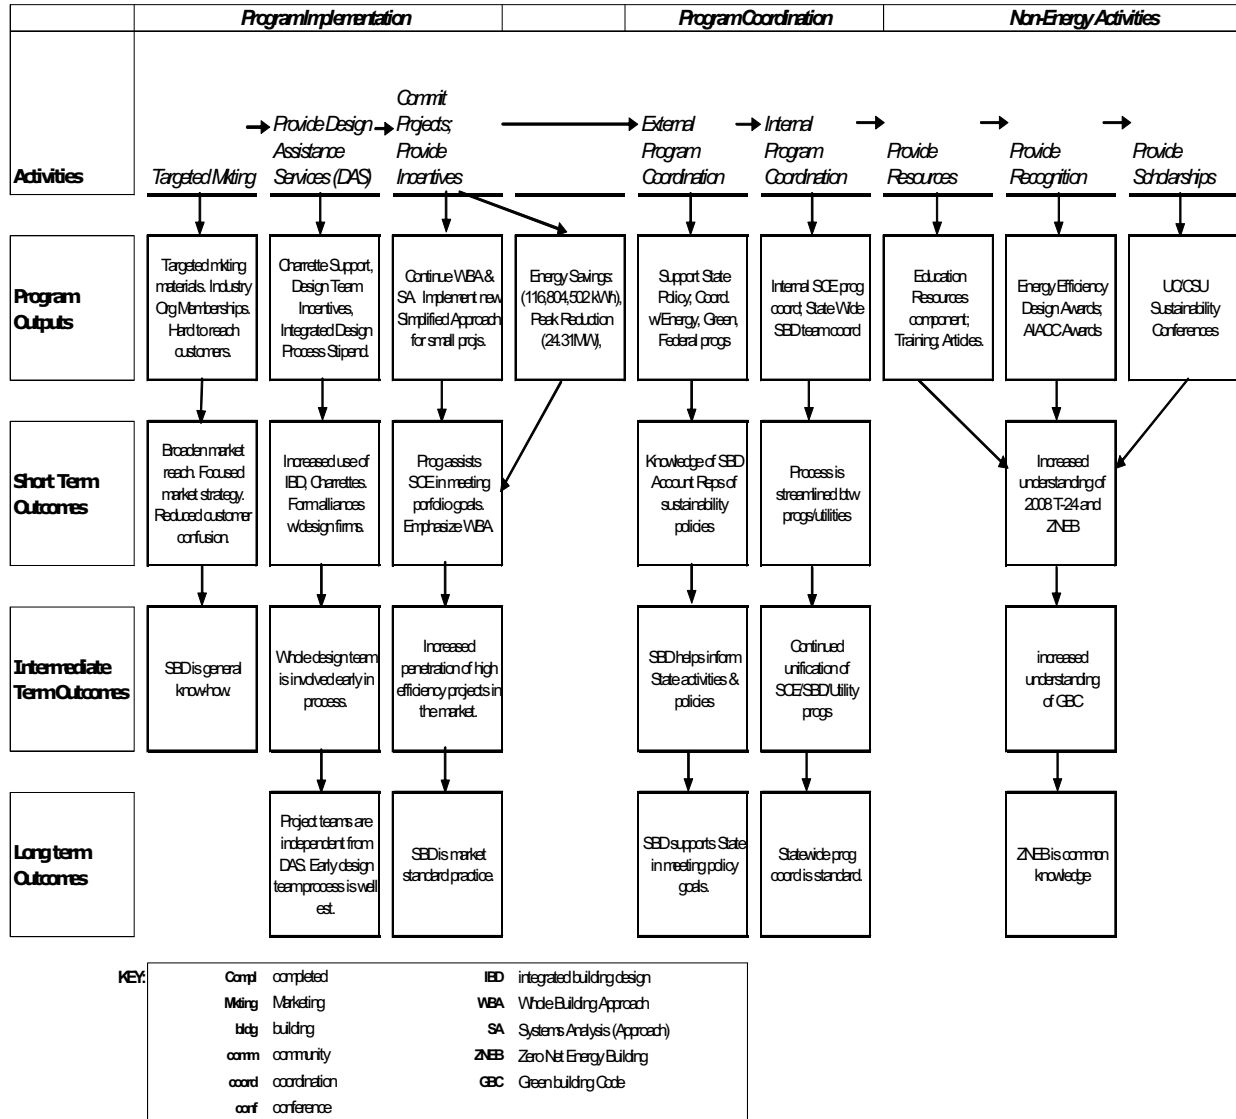 Program Implementation
Program Coordination
Non-Energy Activities
Activities
Targeted Mkting
Provide Design
Assistance
Services (DAS)
Commit
Projects;
Provide
Incentives
External
Program
Coordination
Internal
Program
Coordination
Provide
Resources
Provide
Recognition
Provide
Scholarships
Program
Outputs
Targeted mkting
materials. Industry
Org Memberships.
Hard to reach
customers.
Charrette Support,
Design Team
Incentives,
Integrated Design
Process Stipend.
Continue WBA &
SA Implement new
Simplified Approach
for small projs.
Energy Savings:
(116,804,502 kWh),
Peak Reduction
(24.31MW),
Support State
Policy; Coord.
w/Energy, Green,
Federal progs
Internal SCE prog
coord; State Wide
SBD team coord
Education
Resources
component;
Training; Articles.
Energy Efficiency
Design Awards;
AIACC Awards
UC/CSU
Sustainability
Conferences
Short Term
Outcomes
Broaden market
reach. Focused
market strategy.
Reduced customer
confusion.
Increased use of
IBD, Charrettes.
Form alliances
w/design firms.
Prog assists
SCE in meeting
porfolio goals.
Emphasize WBA.
Knowledge of SBD
Account Reps of
sustainability
policies
Process is
streamlined btw
progs/utilities
Increased
understanding of
2008 T-24 and
ZNEB
Intermediate
Term Outcomes
SBD is general
know-how.
Whole design team
is involved early in
process.
Increased
penetration of high
efficiency projects in
the market.
SBD helps inform
State activities &
policies
Continued
unification of
SCE/SBD/Utility
progs
increased
understanding
of GBC
Long term
Outcomes
Project teams are
independent from
DAS. Early design
team process is well
est.
SBD is market
standard practice.
SBD supports State
in meeting policy
goals.
Statewide prog
coord is standard.
ZNEB is common
knowledge
KEY:
Compl completed
IBD integrated building design
Mkting Marketing
WBA Whole Building Approach
bldg building
SA Systems Analysis (Approach)
comm community
ZNEB Zero Net Energy Building
coord coordination
GBC Green building Code
conf conference